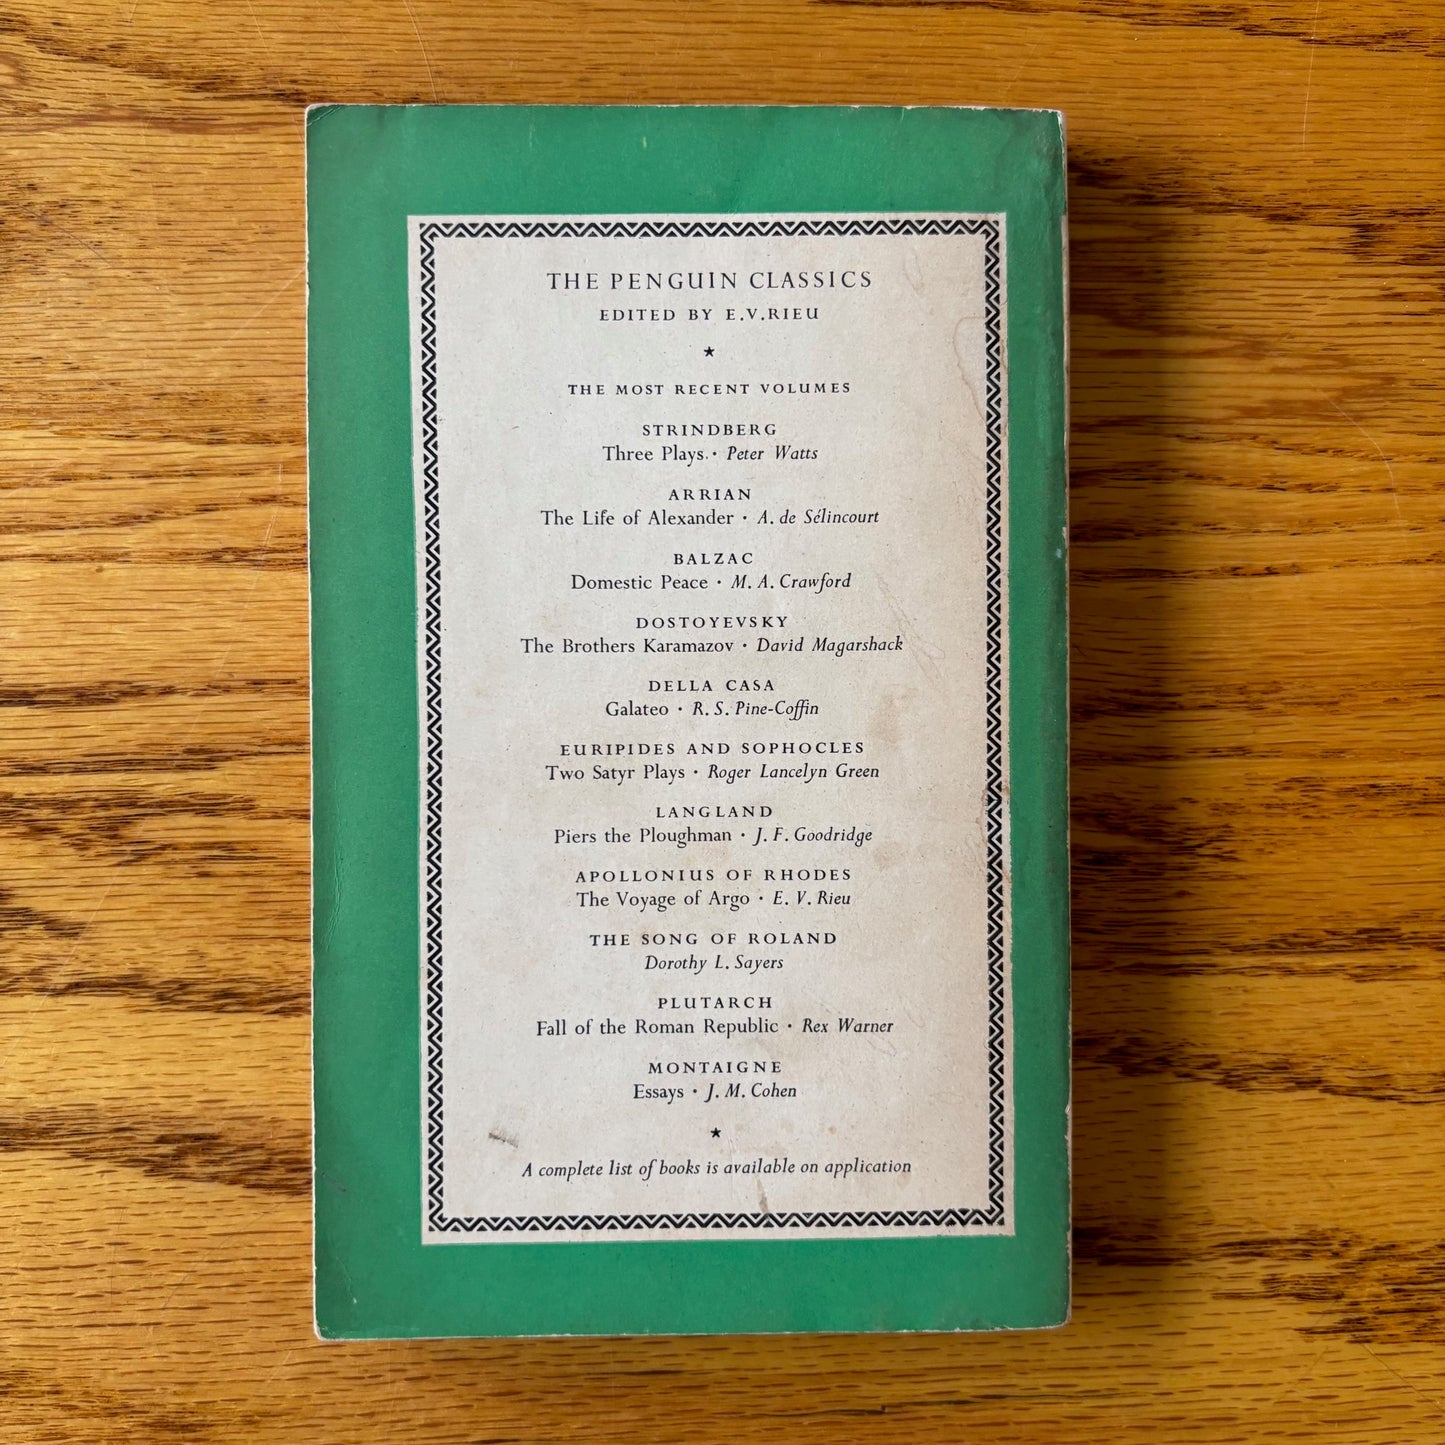 THE PENGUIN CLASSICS
EDITED BY E.V.RIEU
★
THE MOST RECENT VOLUMES
STRINDBERG
Three Plays · Peter Watts
ARRIAN
The Life of Alexander · A. de Sélincourt
BALZAC
Domestic Peace · M. A. Crawford
DOSTOYEVSKY
The Brothers Karamazov · David Magarshack
DELLA CASA
Galateo · R. S. Pine-Coffin
EURIPIDES AND SOPHOCLES
Two Satyr Plays · Roger Lancelyn Green
LANGLAND
Piers the Ploughman · J. F. Goodridge
APOLLONIUS OF RHODES
The Voyage of Argo · E. V. Rieu
THE SONG OF ROLAND
Dorothy L. Sayers
PLUTARCH
Fall of the Roman Republic · Rex Warner
MONTAIGNE
Essays · J. M. Cohen
★
A complete list of books is available on application